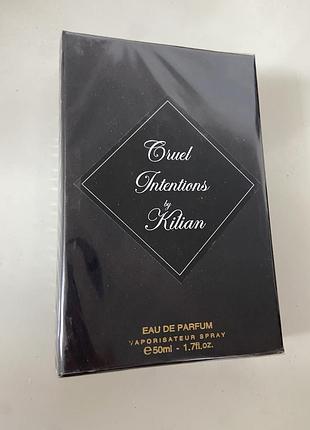 Cruel
Intentions
by
Kilian
EAU DE PARFUM
VAPORISATEUR SPRAY
℮50ml - 1.7fl.oz.